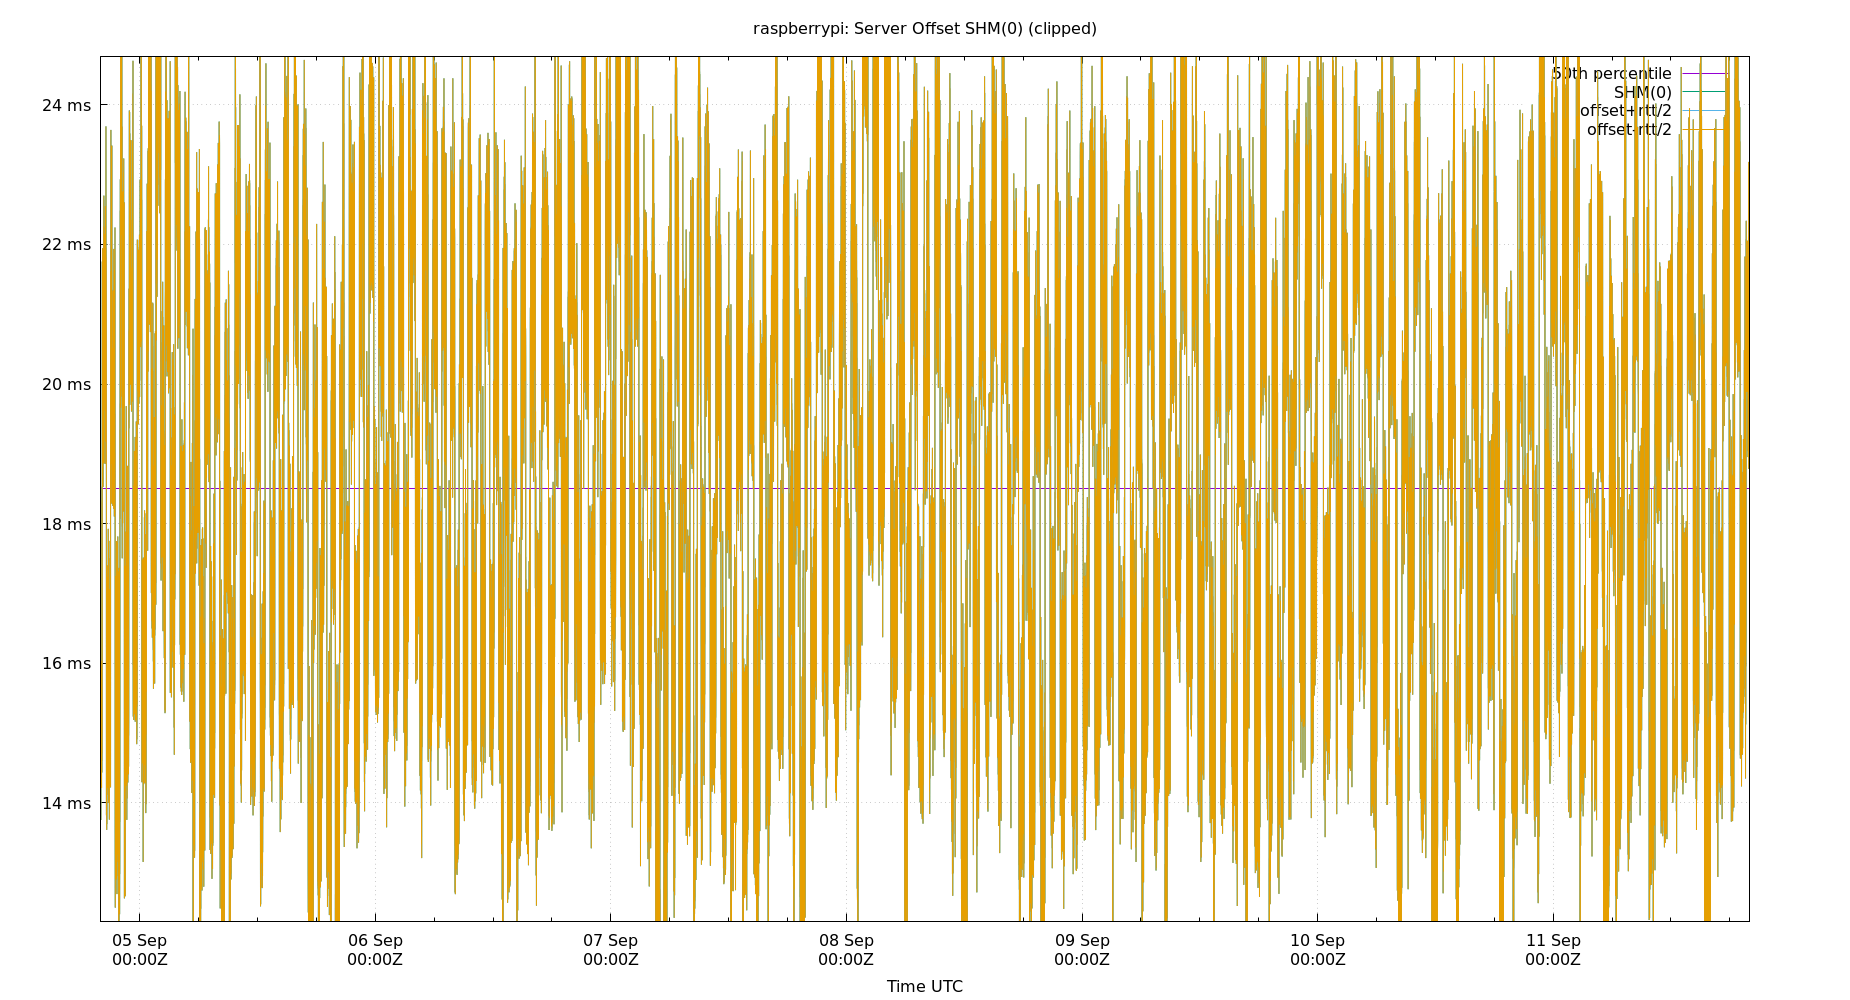 raspberrypi: Server Offset SHM(0) (clipped)
50th percentile
SHM(0)
offset+rtt/2
offset-rtt/2
24 ms
22 ms
20 ms
18 ms
16 ms
14 ms
05 Sep
00:00Z
06 Sep
00:00Z
07 Sep
00:00Z
08 Sep
00:00Z
09 Sep
00:00Z
10 Sep
00:00Z
11 Sep
00:00Z
Time UTC